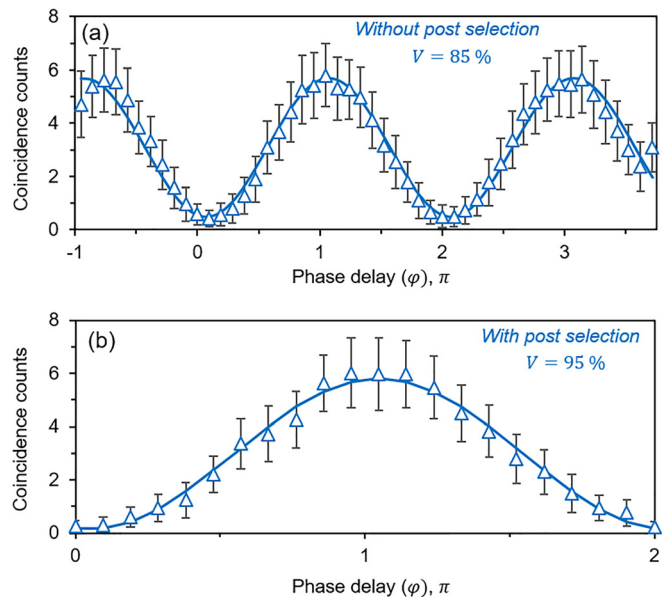 (a)
Without post selection
V = 85 %
Coincidence counts
8
6
4
2
0
-1 0 1 2 3
Phase delay (φ), π
(b)
With post selection
V = 95 %
Coincidence counts
8
6
4
2
0
0 1 2
Phase delay (φ), π